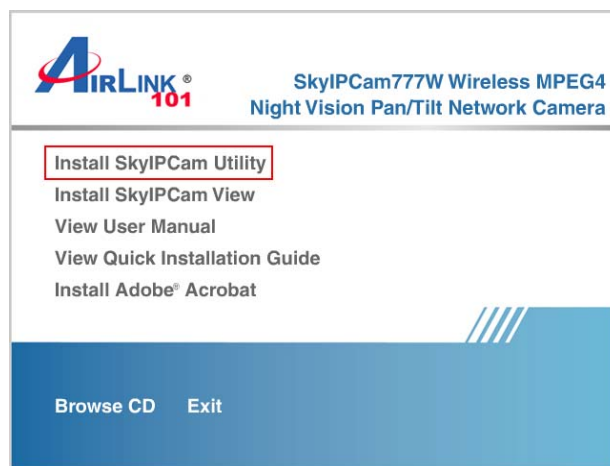 AIRLINK ®
101
SkyIPCam777W Wireless MPEG4
Night Vision Pan/Tilt Network Camera
Install SkyIPCam Utility
Install SkyIPCam View
View User Manual
View Quick Installation Guide
Install Adobe® Acrobat
Browse CD Exit